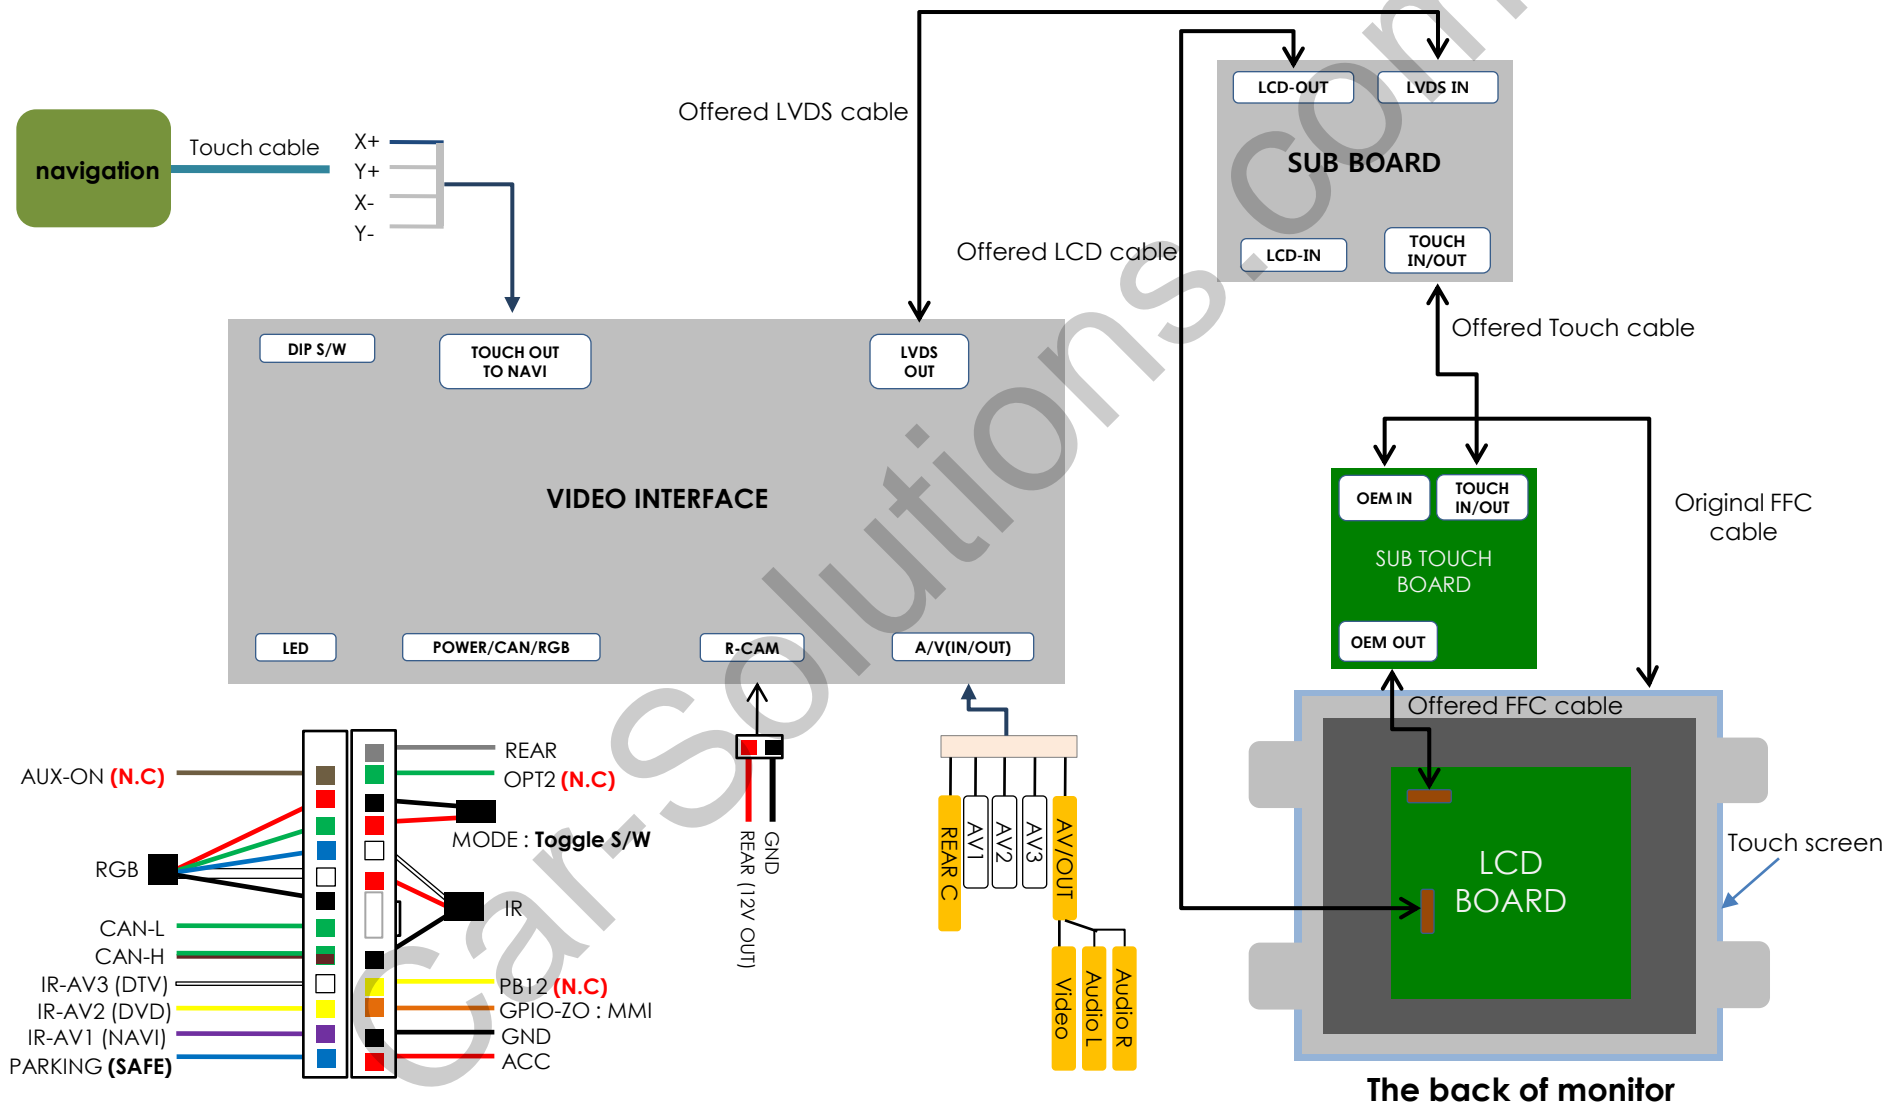 LCD-OUT
LVDS IN
Offered LVDS cable
SUB BOARD
navigation
Touch cable
X+
Y+
X-
Y-
Offered LCD cable
LCD-IN
TOUCH
IN/OUT
Offered Touch cable
DIP S/W
TOUCH OUT
TO NAVI
LVDS
OUT
VIDEO INTERFACE
OEM IN
TOUCH
IN/OUT
Original FFC
cable
SUB TOUCH
BOARD
OEM OUT
LED
POWER/CAN/RGB
R-CAM
A/V(IN/OUT)
Offered FFC cable
AUX-ON (N.C)
RGB
CAN-L
CAN-H
IR-AV3 (DTV)
IR-AV2 (DVD)
IR-AV1 (NAVI)
PARKING (SAFE)
REAR
OPT2 (N.C)
MODE : Toggle S/W
IR
PB12 (N.C)
GPIO-ZO : MMI
GND
ACC
REAR (12V OUT)
GND
REAR C
AV1
AV2
AV3
AV/OUT
Video
Audio L
Audio R
LCD
BOARD
Touch screen
The back of monitor
Car-Solutions.com